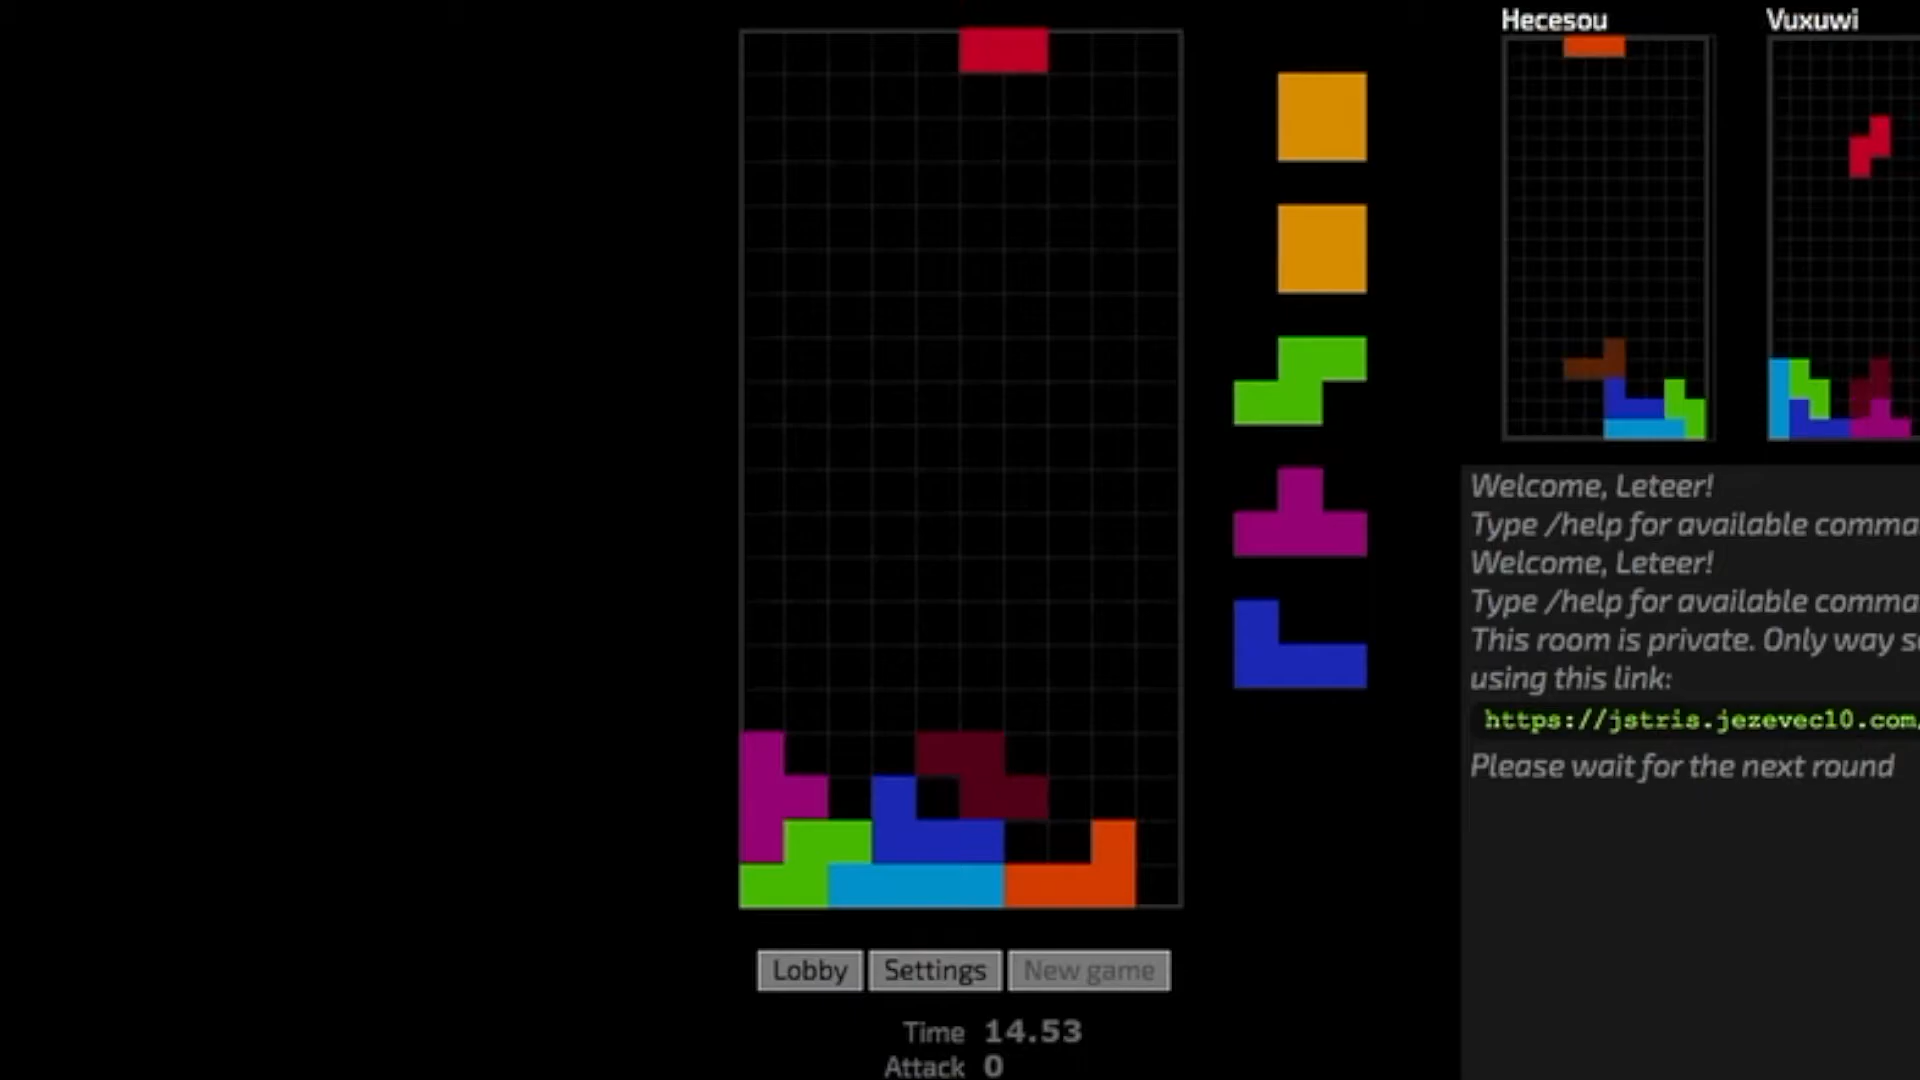 Hecesou
Vuxuwi
Welcome, Leteer!
Type /help for available comma
Welcome, Leteer!
Type /help for available comma
This room is private. Only way s
using this link:
https://jstris.jezevec10.com/
Please wait for the next round
Lobby
Settings
New game
Time 14.53
Attack 0